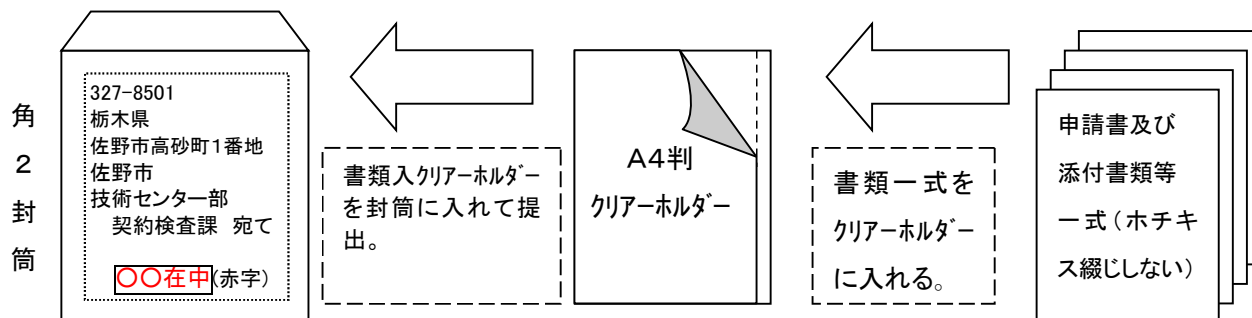 角
2
封
筒
327-8501
栃木県
佐野市高砂町1番地
佐野市
技術センター部
契約検査課 宛て
〇〇在中(赤字)
書類入ｸﾘｱｰﾎﾙﾀﾞｰ
を封筒に入れて提
出。
A4判
ｸﾘｱｰﾎﾙﾀﾞｰ
書類一式を
ｸﾘｱｰﾎﾙﾀﾞｰ
に入れる。
申請書及び
添付書類等
一式(ホチキ
ス綴じしない)